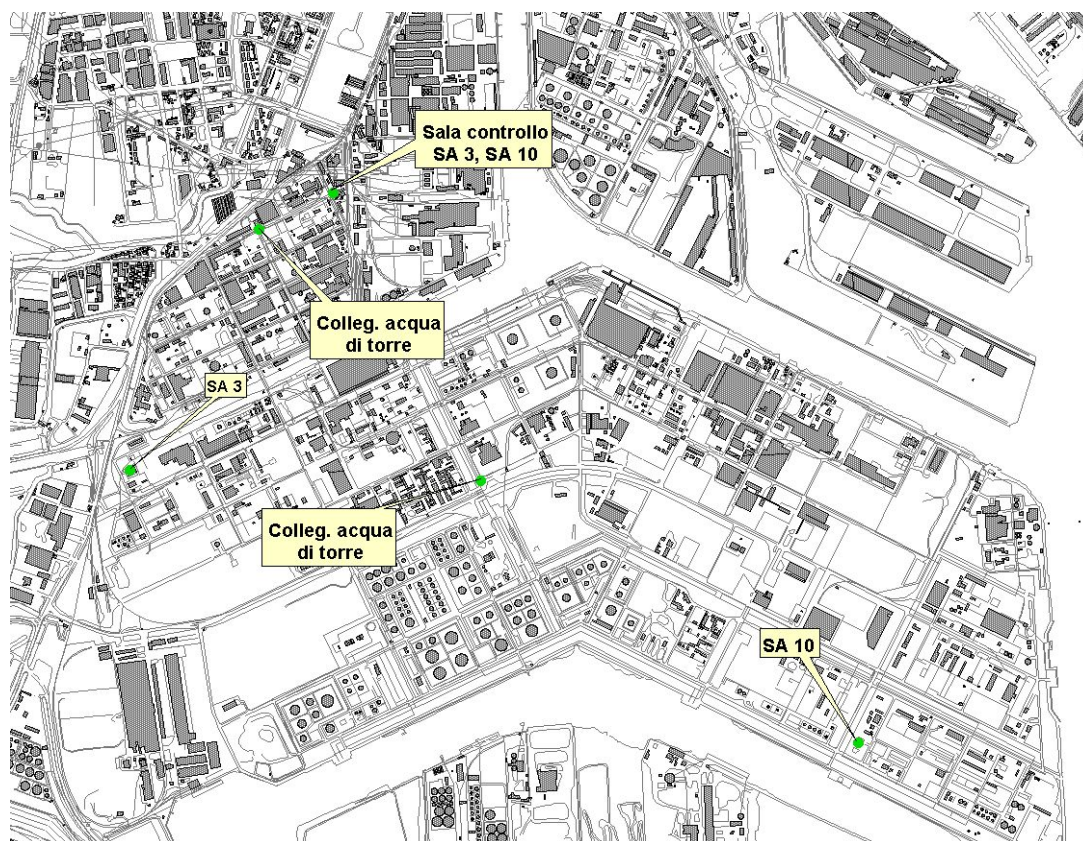 Sala controllo
SA 3, SA 10
Colleg. acqua
di torre
SA 3
Colleg. acqua
di torre
SA 10